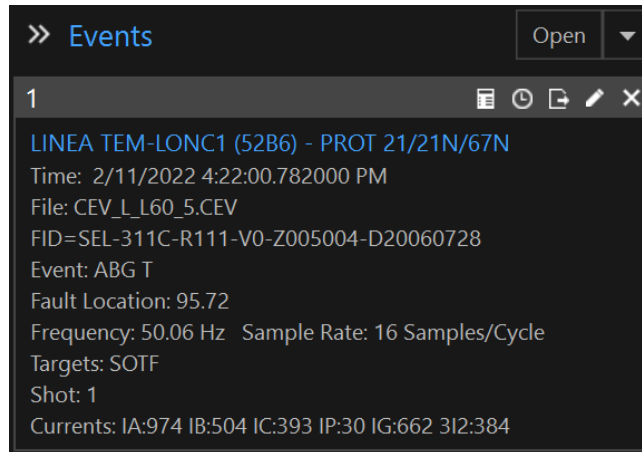 Events
Open
1
LINEA TEM-LONC1 (52B6) - PROT 21/21N/67N
Time:  2/11/2022 4:22:00.782000 PM
File: CEV_L_L60_5.CEV
FID=SEL-311C-R111-V0-Z005004-D20060728
Event: ABG T
Fault Location: 95.72
Frequency: 50.06 Hz   Sample Rate: 16 Samples/Cycle
Targets: SOTF
Shot: 1
Currents: IA:974 IB:504 IC:393 IP:30 IG:662 3I2:384